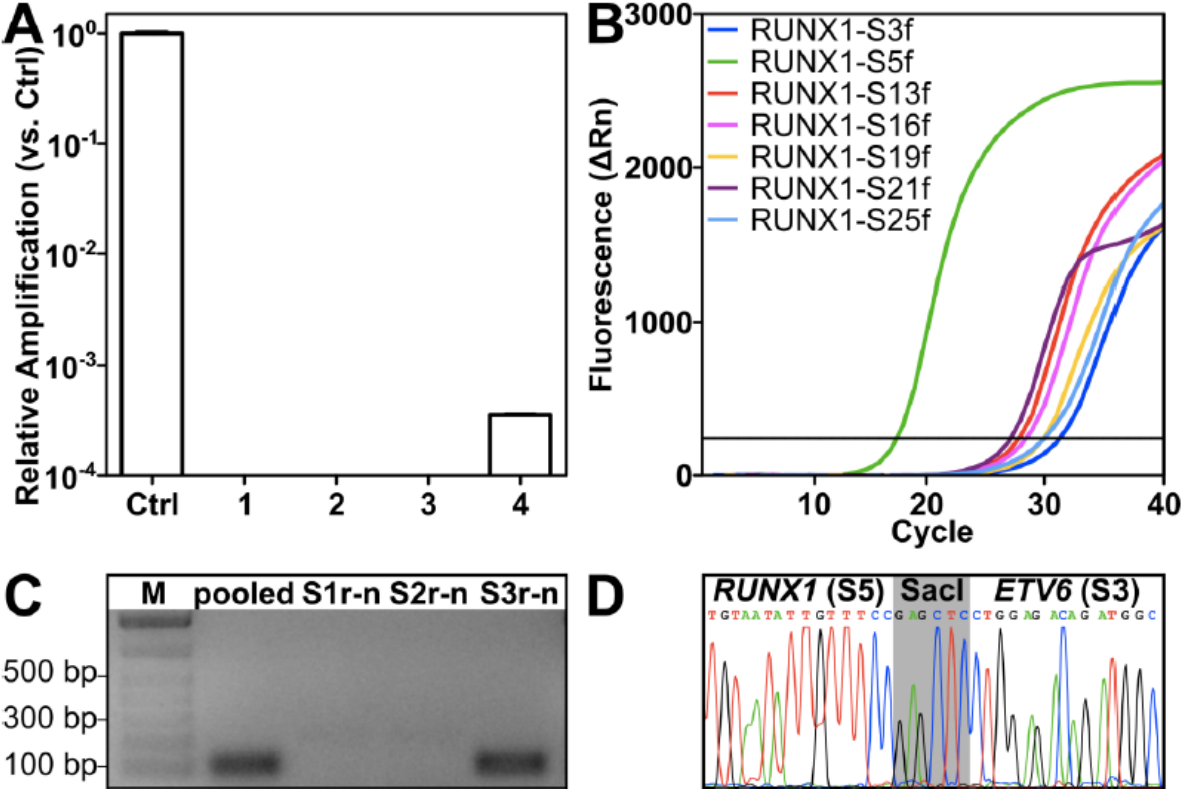 A
Relative Amplification (vs. Ctrl)
10⁰
10⁻¹
10⁻²
10⁻³
10⁻⁴
Ctrl 1 2 3 4
B
Fluorescence (ΔRn)
3000
2000
1000
0
RUNX1-S3f
RUNX1-S5f
RUNX1-S13f
RUNX1-S16f
RUNX1-S19f
RUNX1-S21f
RUNX1-S25f
10 20 30 40
Cycle
C
M pooled S1r-n S2r-n S3r-n
500 bp
300 bp
100 bp
D
RUNX1 (S5) SacI ETV6 (S3)
TGTAATATTGTTTCCGAGCTCCTGGAGACAGATGGC